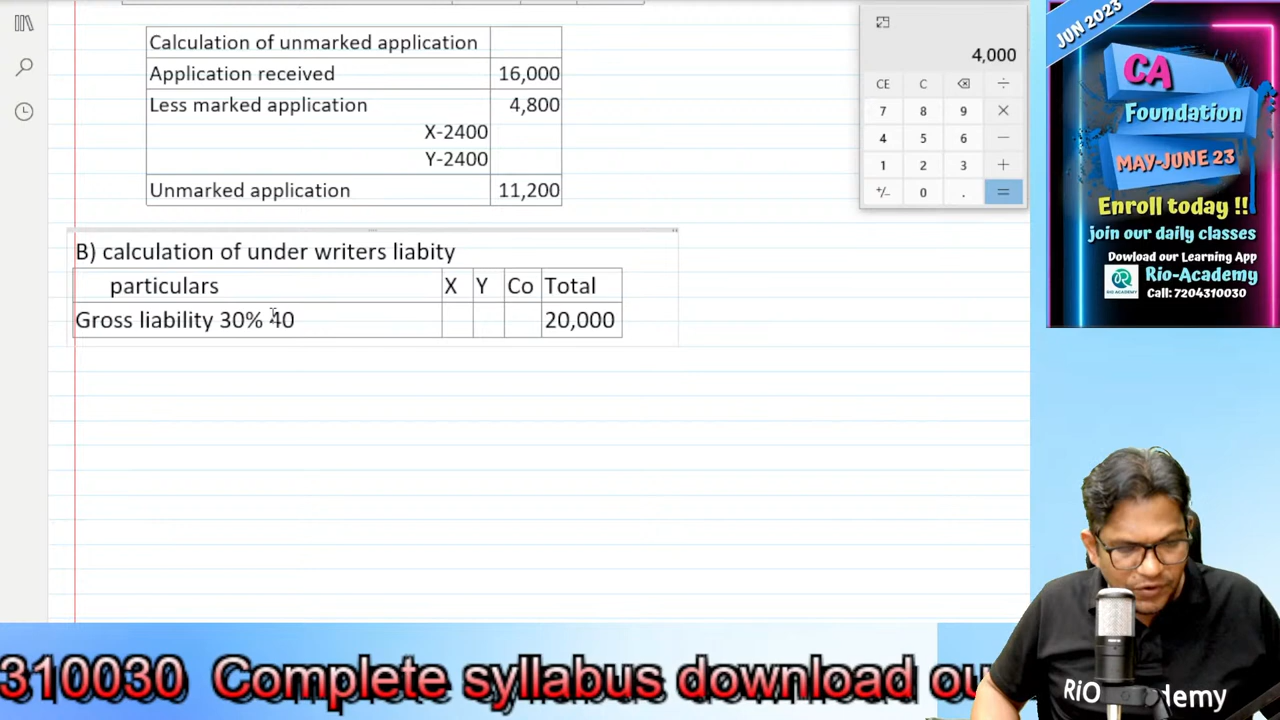 Calculation of unmarked application
Application received 16,000
Less marked application 4,800
X-2400
Y-2400
Unmarked application 11,200
B) calculation of under writers liabity
particulars X Y Co Total
Gross liability 30% 40 20,000
4,000
CE C ⌫ ÷
7 8 9 ×
4 5 6 −
1 2 3 +
+/− 0 . =
JUN 2023
CA
Foundation
MAY-JUNE 23
Enroll today !!
join our daily classes
Dowload our Learning App
RIO ACADEMY
Rio-Academy
Call: 7204310030
310030 Complete syllabus download ou